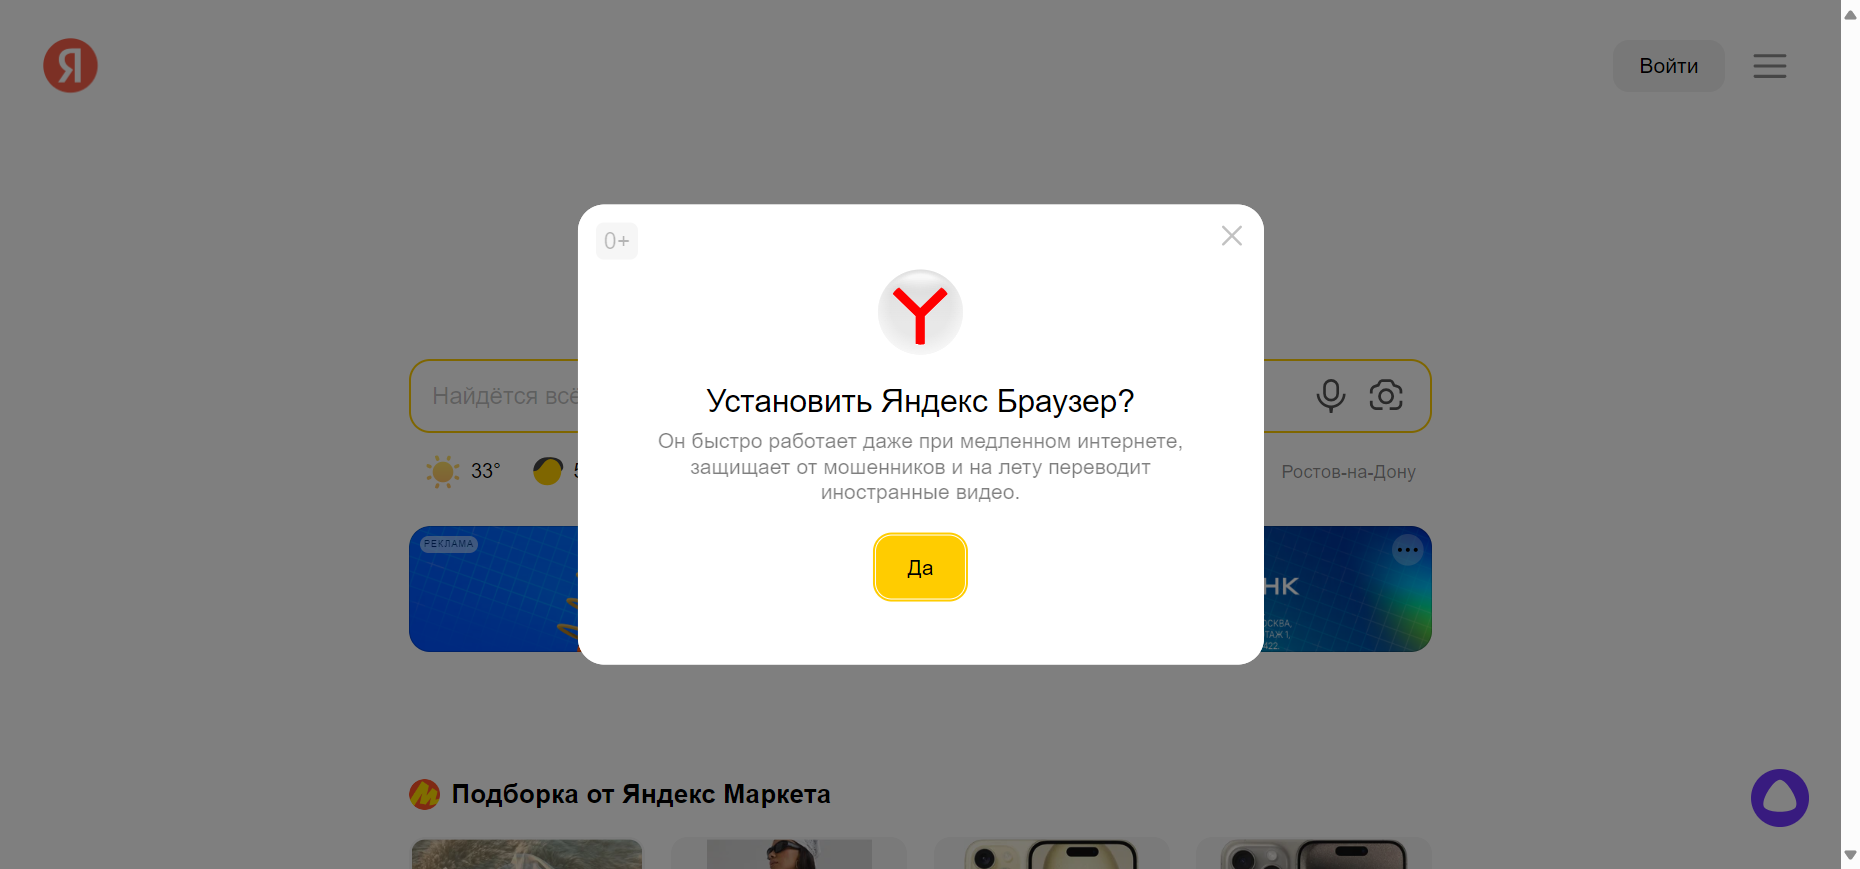 Я
Войти
0+
Установить Яндекс Браузер?
Он быстро работает даже при медленном интернете,
защищает от мошенников и на лету переводит
иностранные видео.
Да
Найдётся всё
33°
Ростов-на-Дону
РЕКЛАМА
НК
Подборка от Яндекс Маркета